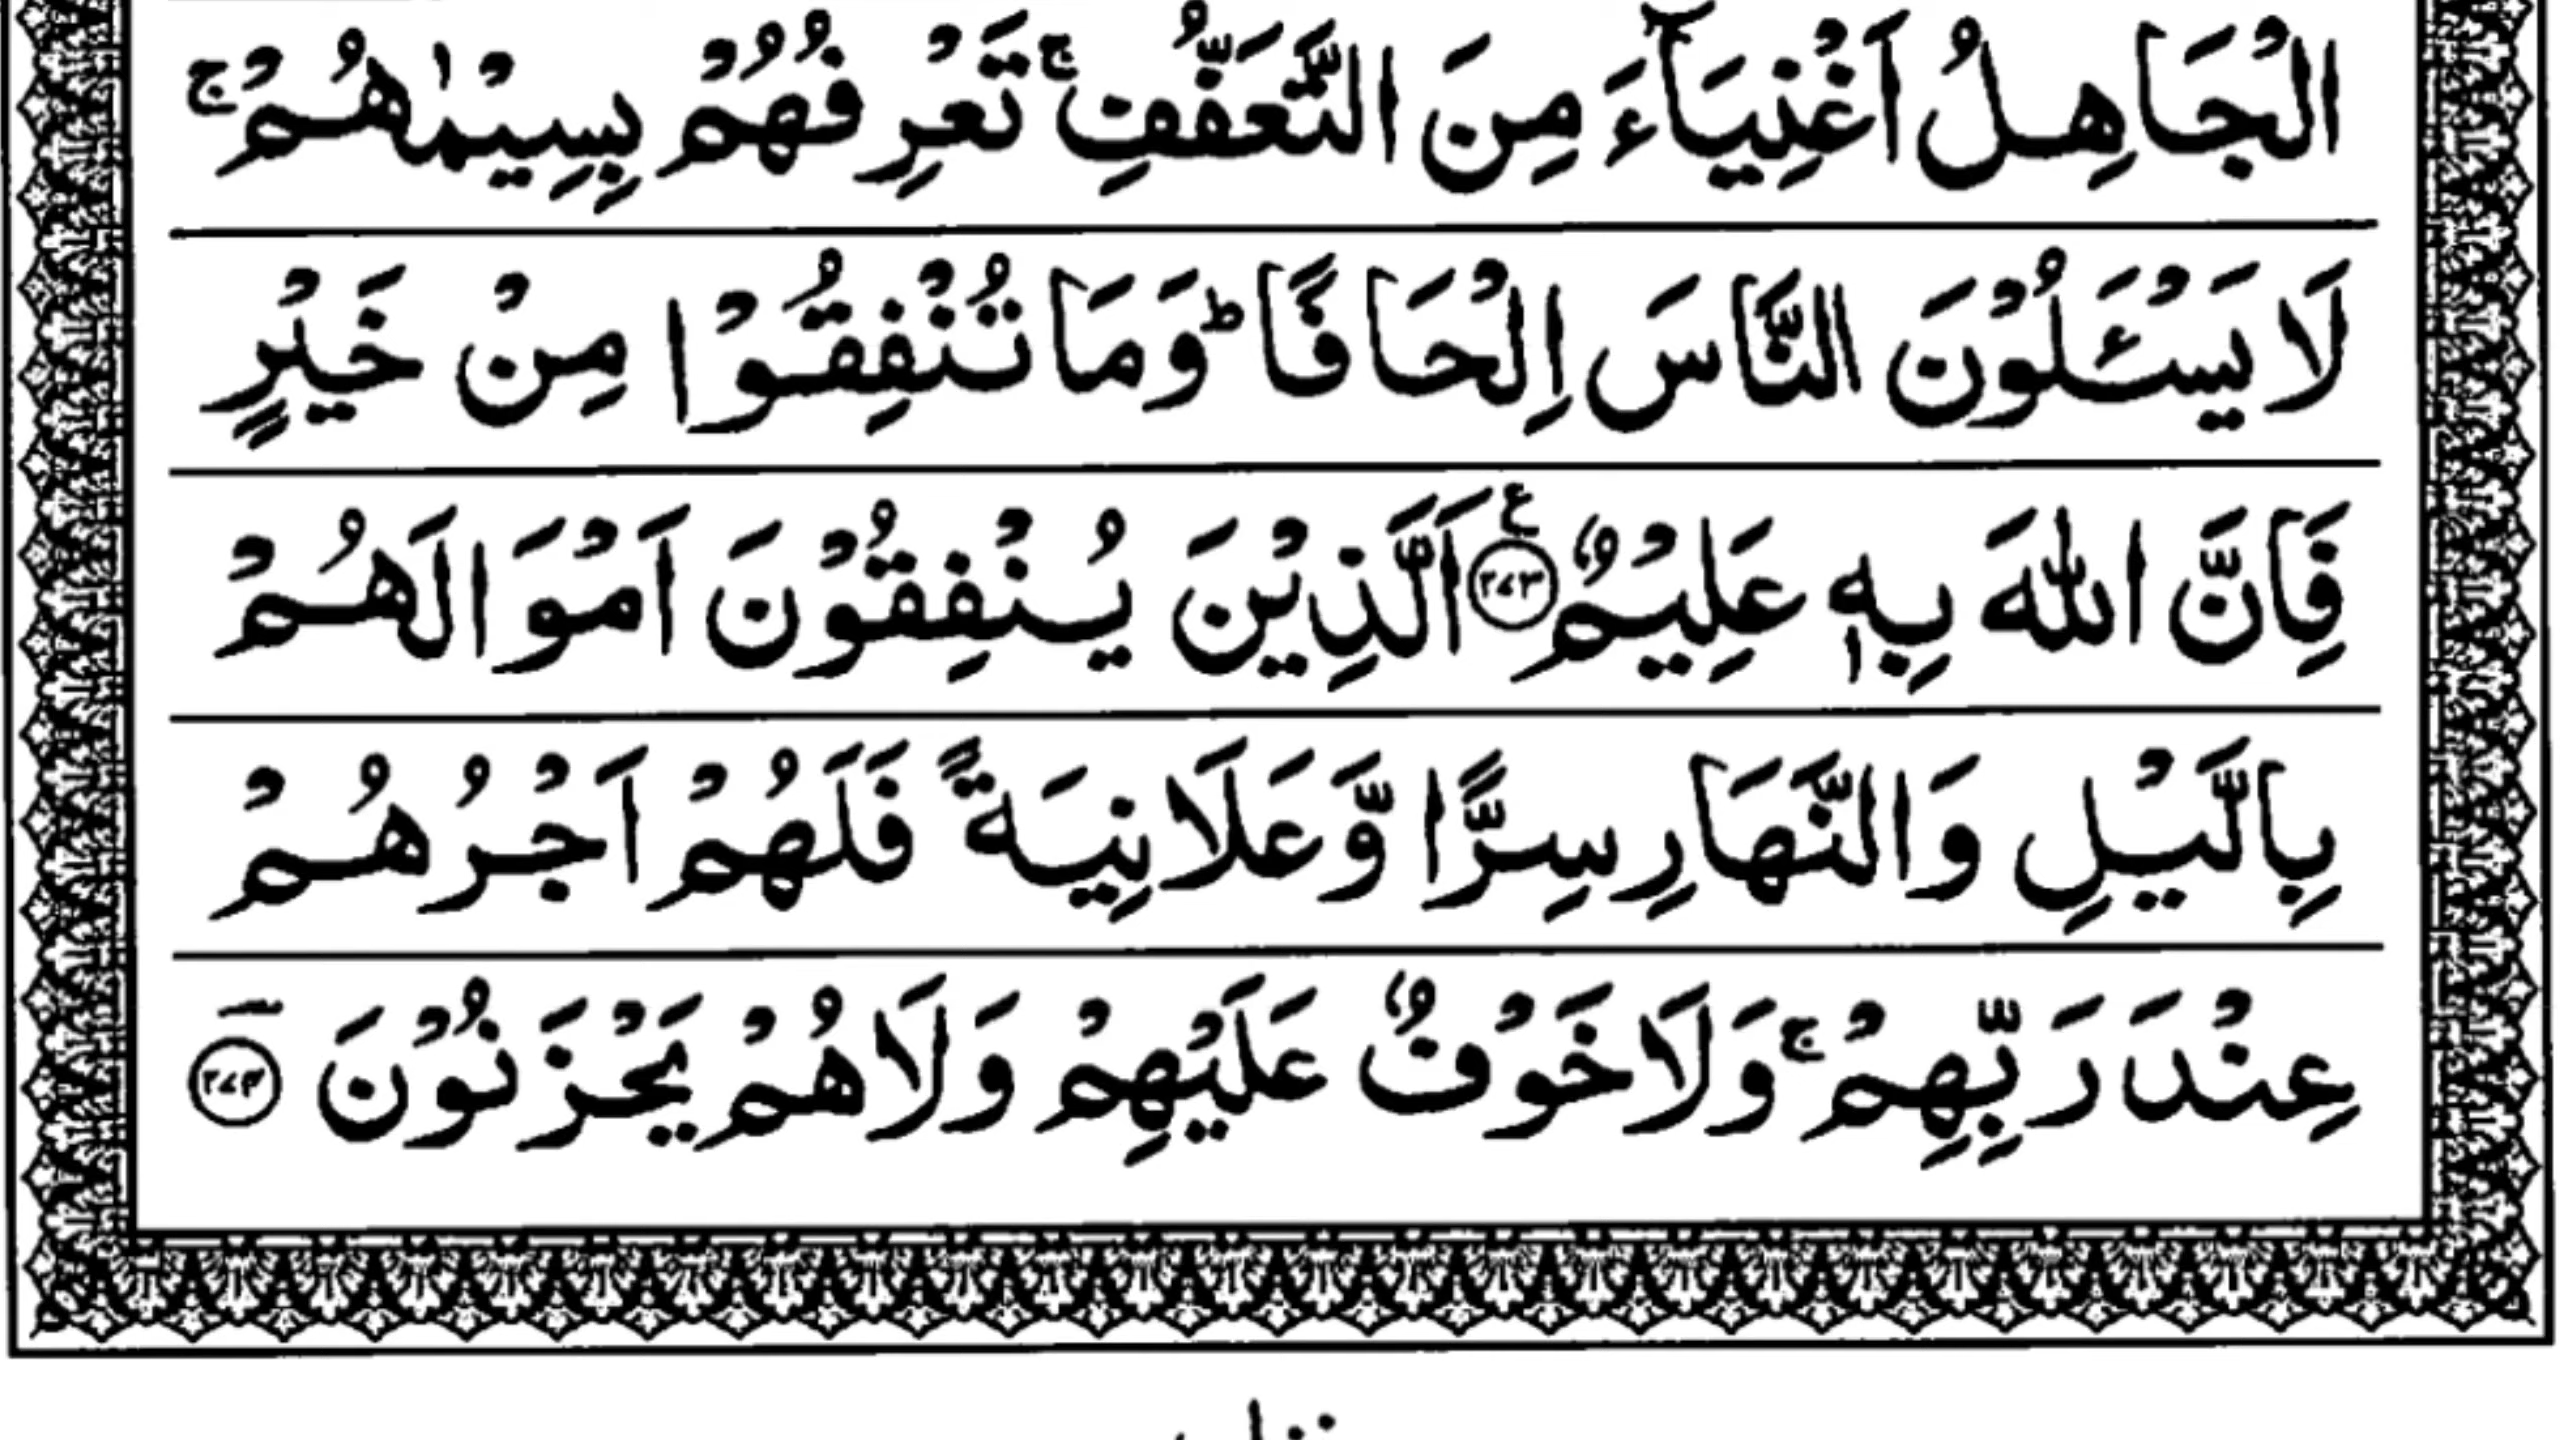 الْجَاهِلُ اَغْنِيَآءَ مِنَ التَّعَفُّفِ ۚ تَعْرِفُهُمْ بِسِيْمٰهُمْ ۚ
لَا يَسْـَٔلُوْنَ النَّاسَ اِلْحَافًا ؕ وَمَا تُنْفِقُوْا مِنْ خَيْرٍ
فَاِنَّ اللّٰهَ بِهٖ عَلِيْمٌ ۠ ﴿۲۷۳﴾ اَلَّذِيْنَ يُنْفِقُوْنَ اَمْوَالَهُمْ
بِالَّيْلِ وَالنَّهَارِ سِرًّا وَّعَلَانِيَةً فَلَهُمْ اَجْرُهُمْ
عِنْدَ رَبِّهِمْ ۚ وَلَا خَوْفٌ عَلَيْهِمْ وَلَا هُمْ يَحْزَنُوْنَ ﴿۲۷۴﴾